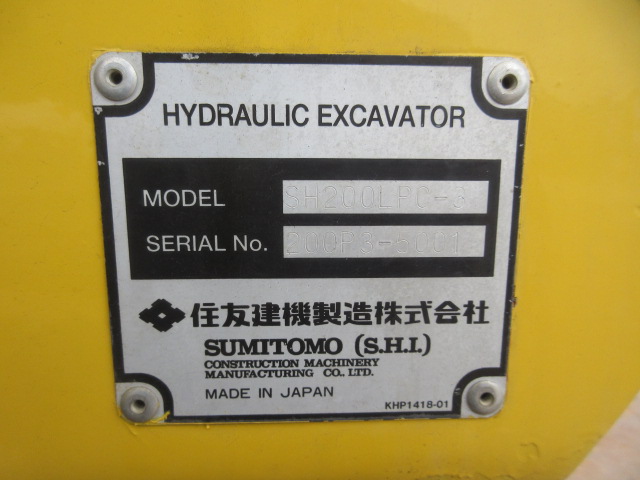 HYDRAULIC EXCAVATOR
MODEL SH200LPC-3
SERIAL No.
住友建機製造株式会社
SUMITOMO (S.H.I.)
CONSTRUCTION MACHINERY
MANUFACTURING CO., LTD.
MADE IN JAPAN
KHP1418-01